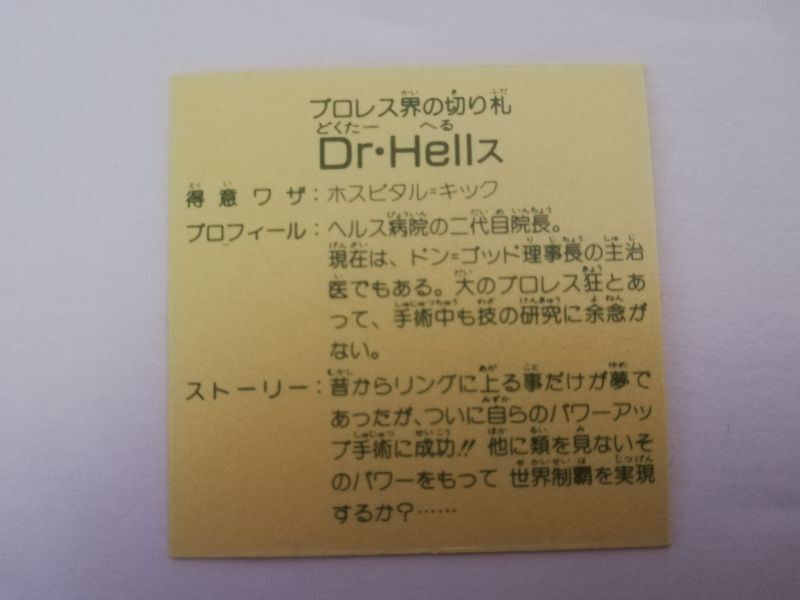 プロレス界の切り札
Dr・Hellス
得意ワザ：ホスピタル=キック
プロフィール：ヘルス病院の二代目院長。
現在は、ドン=ゴッド理事長の主治
医でもある。大のプロレス狂とあ
って、手術中も技の研究に余念が
ない。
ストーリー：昔からリングに上る事だけが夢で
あったが、ついに自らのパワーアッ
プ手術に成功!! 他に類を見ないそ
のパワーをもって 世界制覇を実現
するか？……